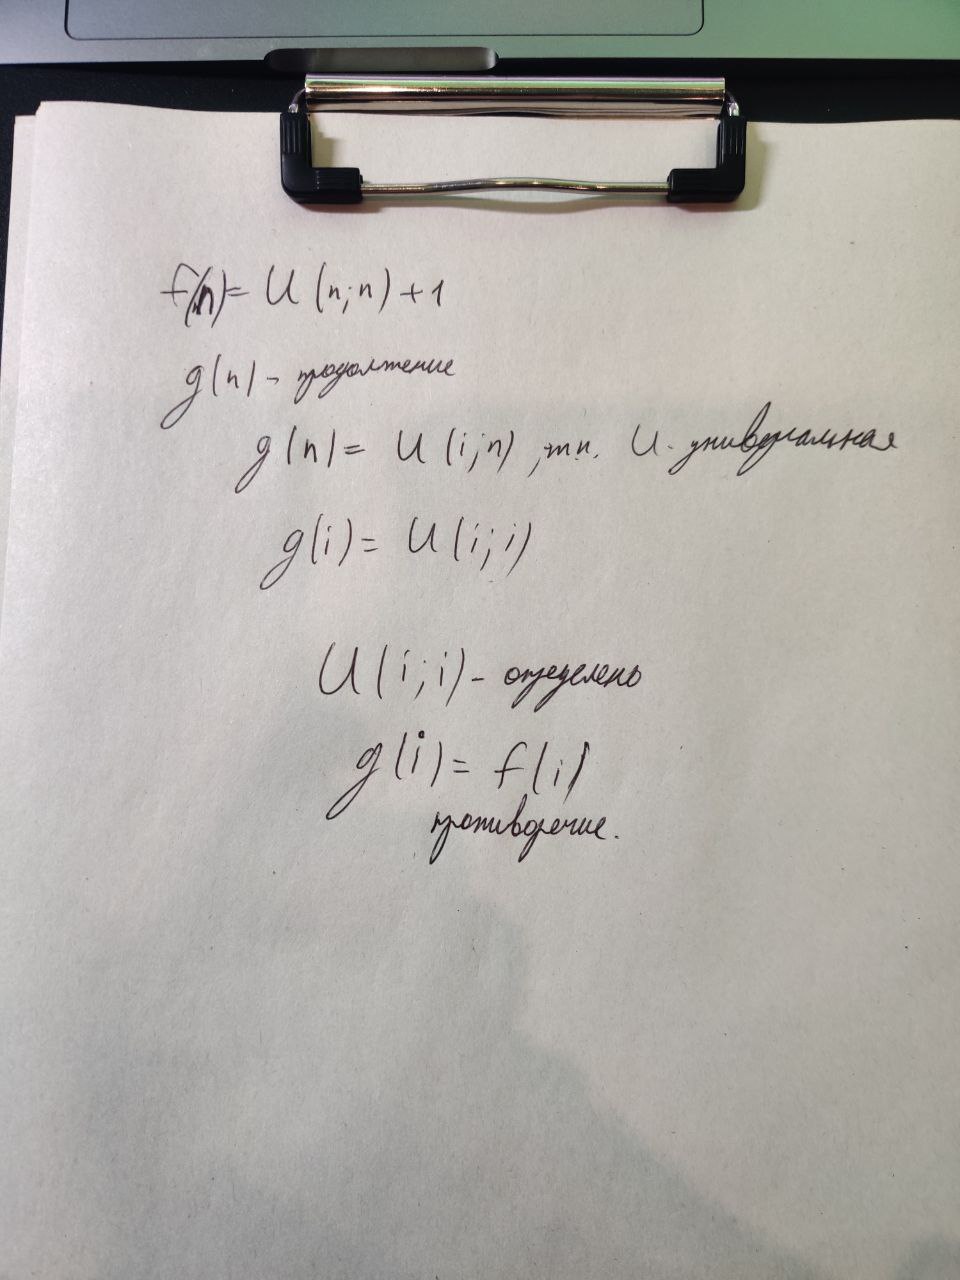 f(n) = U(n;n)+1
g(n) - продолжение
g(n) = U(i;n), т.к. U - универсальная
g(i) = U(i;i)
U(i;i) - определено
g(i) = f(i)
противоречие.